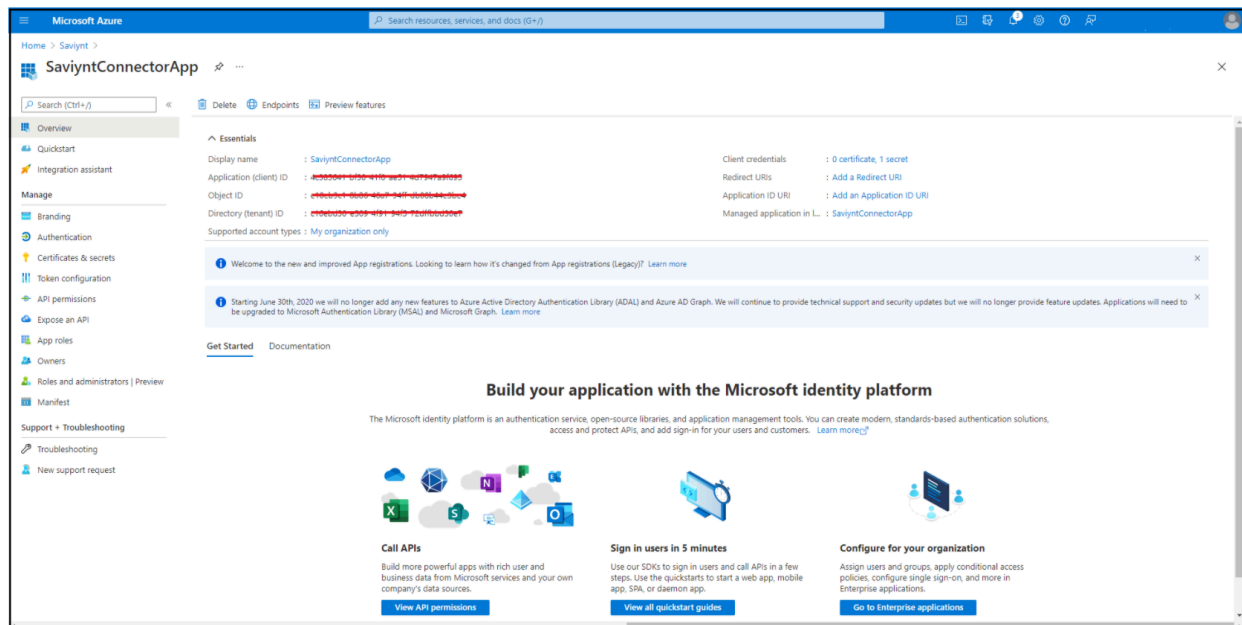 Microsoft Azure
Search resources, services, and docs (G+/)
3
Home > Saviynt >
SaviyntConnectorApp
Search (Ctrl+/)
Delete
Endpoints
Preview features
Overview
Quickstart
Integration assistant
Manage
Branding
Authentication
Certificates & secrets
Token configuration
API permissions
Expose an API
App roles
Owners
Roles and administrators | Preview
Manifest
Support + Troubleshooting
Troubleshooting
New support request
Essentials
Display name : SaviyntConnectorApp
Application (client) ID :
Object ID :
Directory (tenant) ID :
Supported account types : My organization only
Client credentials : 0 certificate, 1 secret
Redirect URIs : Add a Redirect URI
Application ID URI : Add an Application ID URI
Managed application in l... : SaviyntConnectorApp
Welcome to the new and improved App registrations. Looking to learn how it's changed from App registrations (Legacy)? Learn more
Starting June 30th, 2020 we will no longer add any new features to Azure Active Directory Authentication Library (ADAL) and Azure AD Graph. We will continue to provide technical support and security updates but we will no longer provide feature updates. Applications will need to
be upgraded to Microsoft Authentication Library (MSAL) and Microsoft Graph. Learn more
Get Started
Documentation
Build your application with the Microsoft identity platform
The Microsoft identity platform is an authentication service, open-source libraries, and application management tools. You can create modern, standards-based authentication solutions,
access and protect APIs, and add sign-in for your users and customers. Learn more
Call APIs
Build more powerful apps with rich user and
business data from Microsoft services and your own
company's data sources.
View API permissions
Sign in users in 5 minutes
Use our SDKs to sign in users and call APIs in a few
steps. Use the quickstarts to start a web app, mobile
app, SPA, or daemon app.
View all quickstart guides
Configure for your organization
Assign users and groups, apply conditional access
policies, configure single sign-on, and more in
Enterprise applications.
Go to Enterprise applications